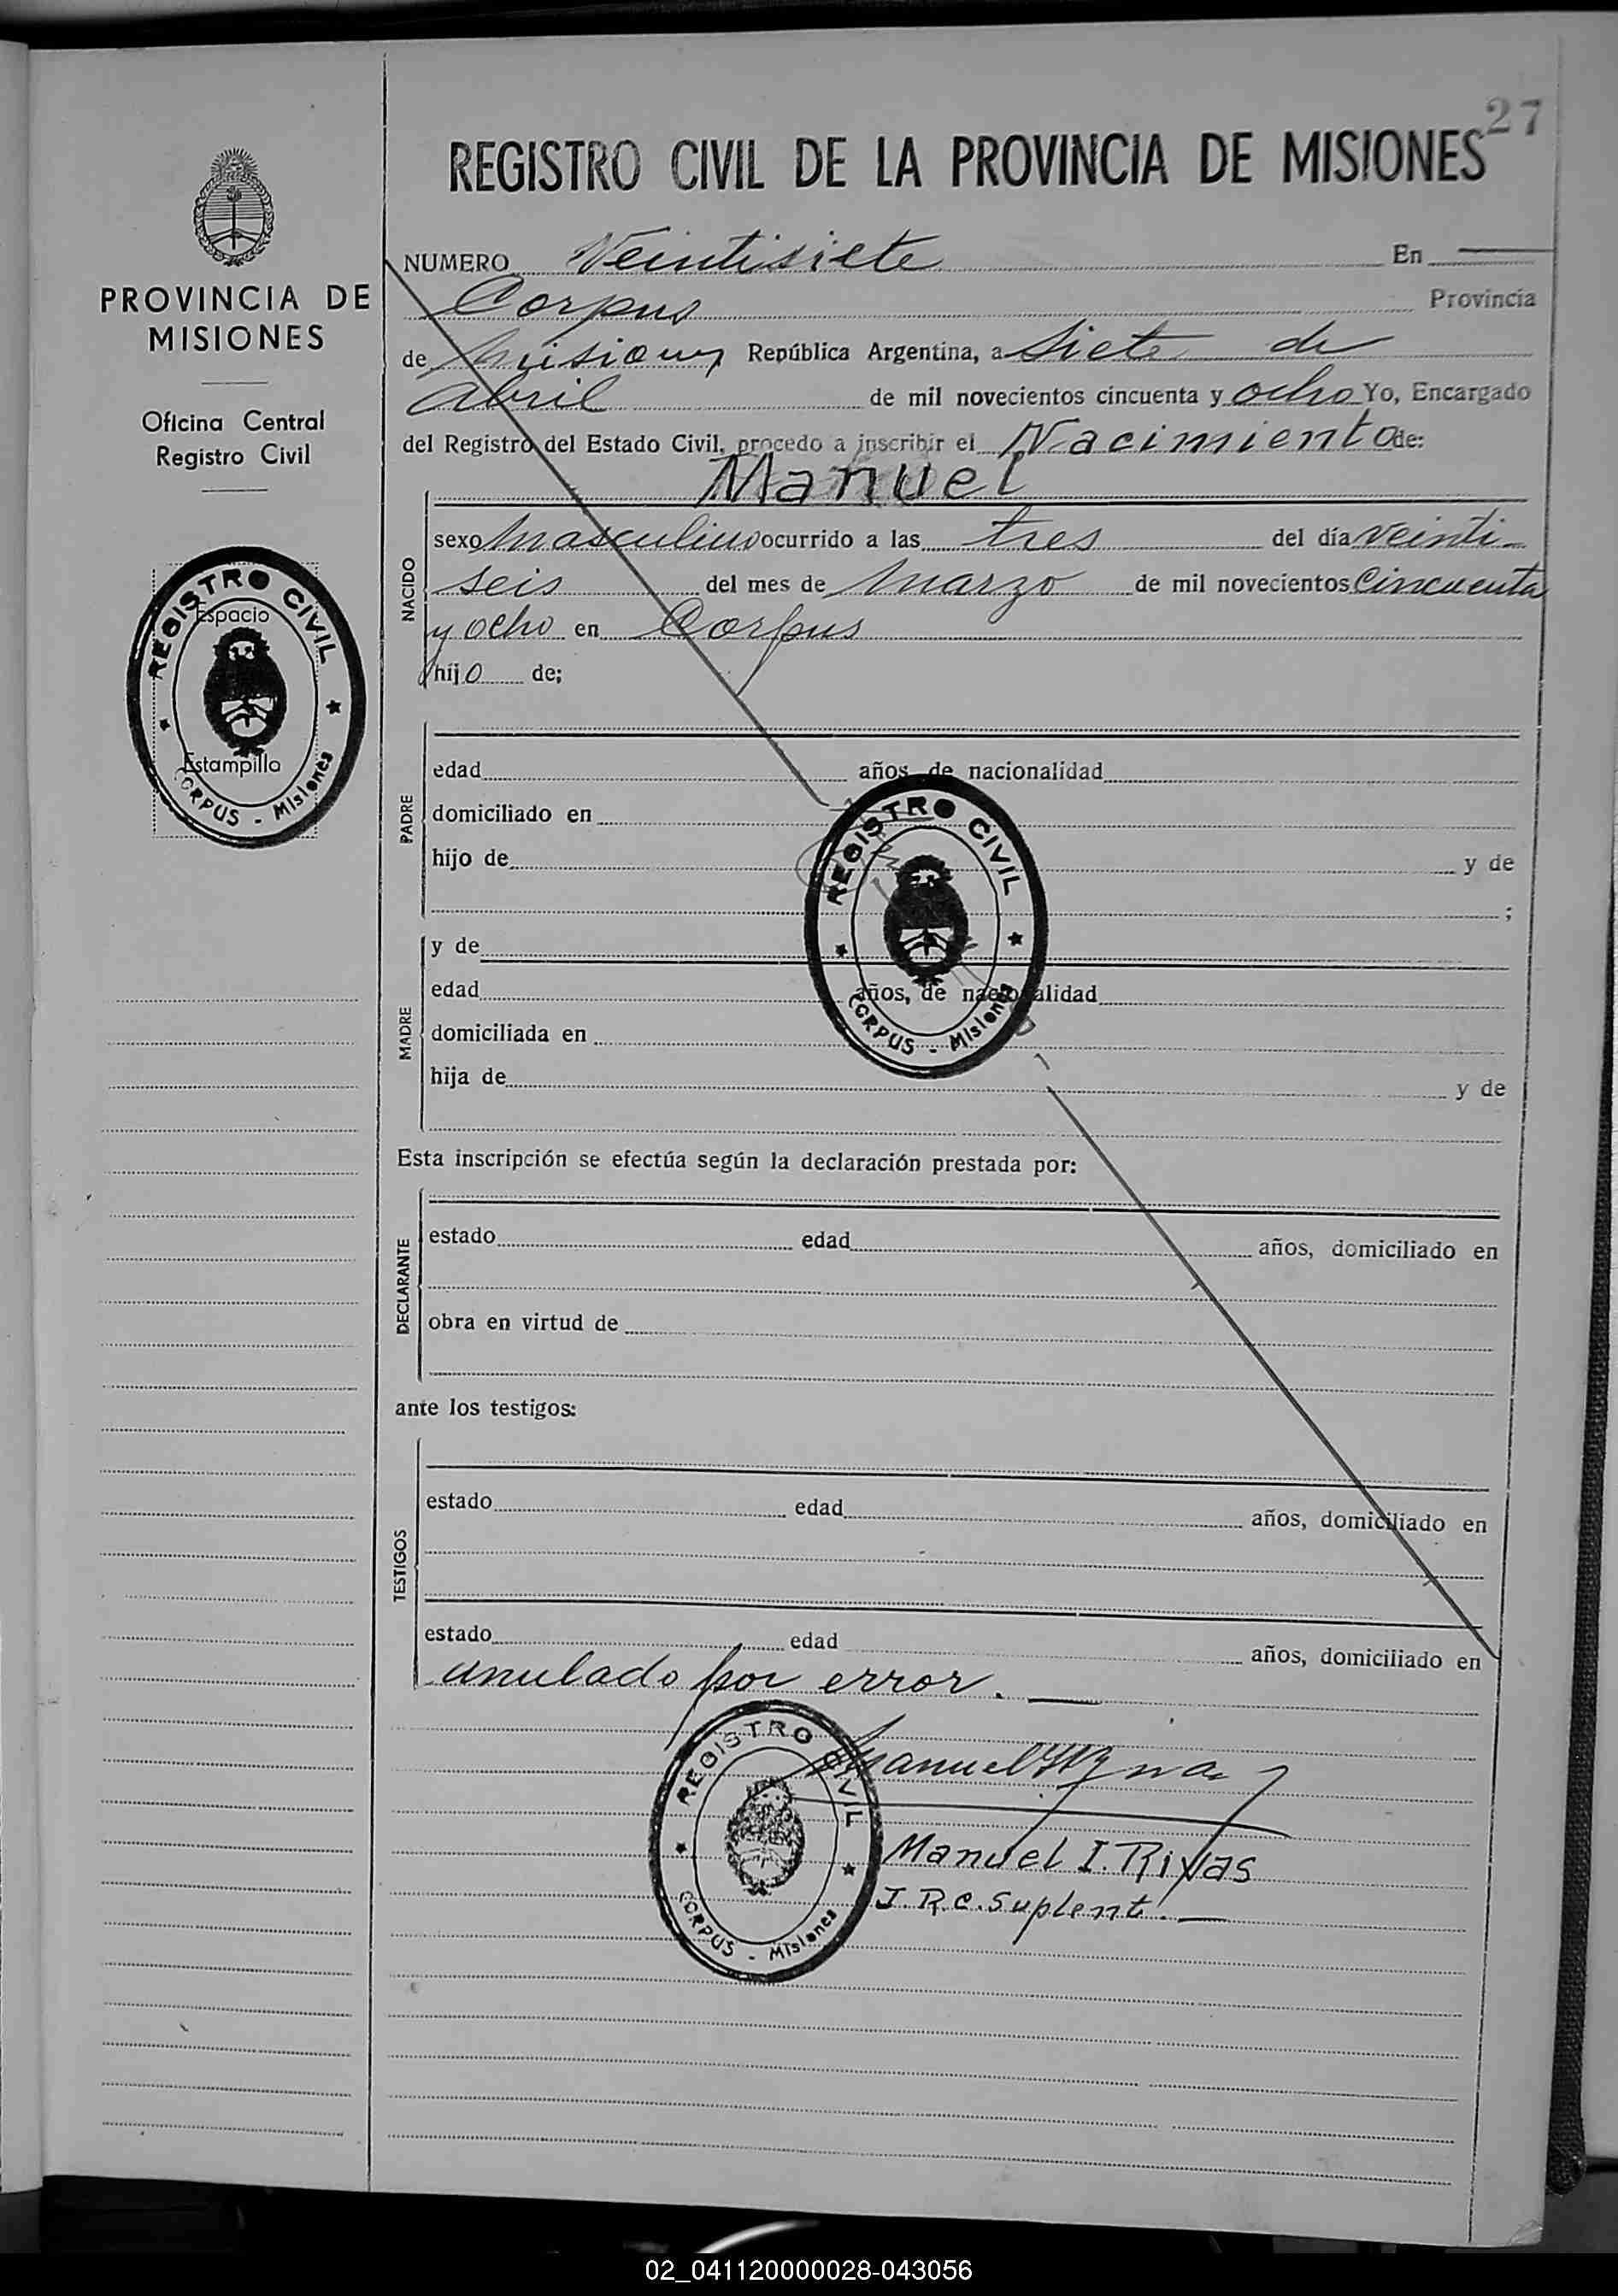 27
REGISTRO CIVIL DE LA PROVINCIA DE MISIONES
PROVINCIA DE
MISIONES
Oficina Central
Registro Civil
REGISTRO CIVIL
Espacio
Estampilla
CORPUS - Misiones
NUMERO Veintisiete En
Corpus Provincia
de Misiones República Argentina, a Siete de
Abril de mil novecientos cincuenta y ocho Yo, Encargado
del Registro del Estado Civil, procedo a inscribir el Nacimiento de:
Manuel
NACIDO
sexo Masculino ocurrido a las tres del día veinti-
seis del mes de Marzo de mil novecientos Cincuenta
y ocho en Corpus
hijo de;
PADRE
edad años de nacionalidad
domiciliado en
hijo de y de
;
REGISTRO CIVIL
CORPUS - Misiones
MADRE
y de
edad años, de nacionalidad
domiciliada en
hija de y de
Esta inscripción se efectúa según la declaración prestada por:
DECLARANTE
estado edad años, domiciliado en
obra en virtud de
ante los testigos:
TESTIGOS
estado edad años, domiciliado en
estado edad años, domiciliado en
anulado por error.
REGISTRO CIVIL
CORPUS - Misiones
Manuel I. Rivas
J.R.C. Suplente.
02_041120000028-043056